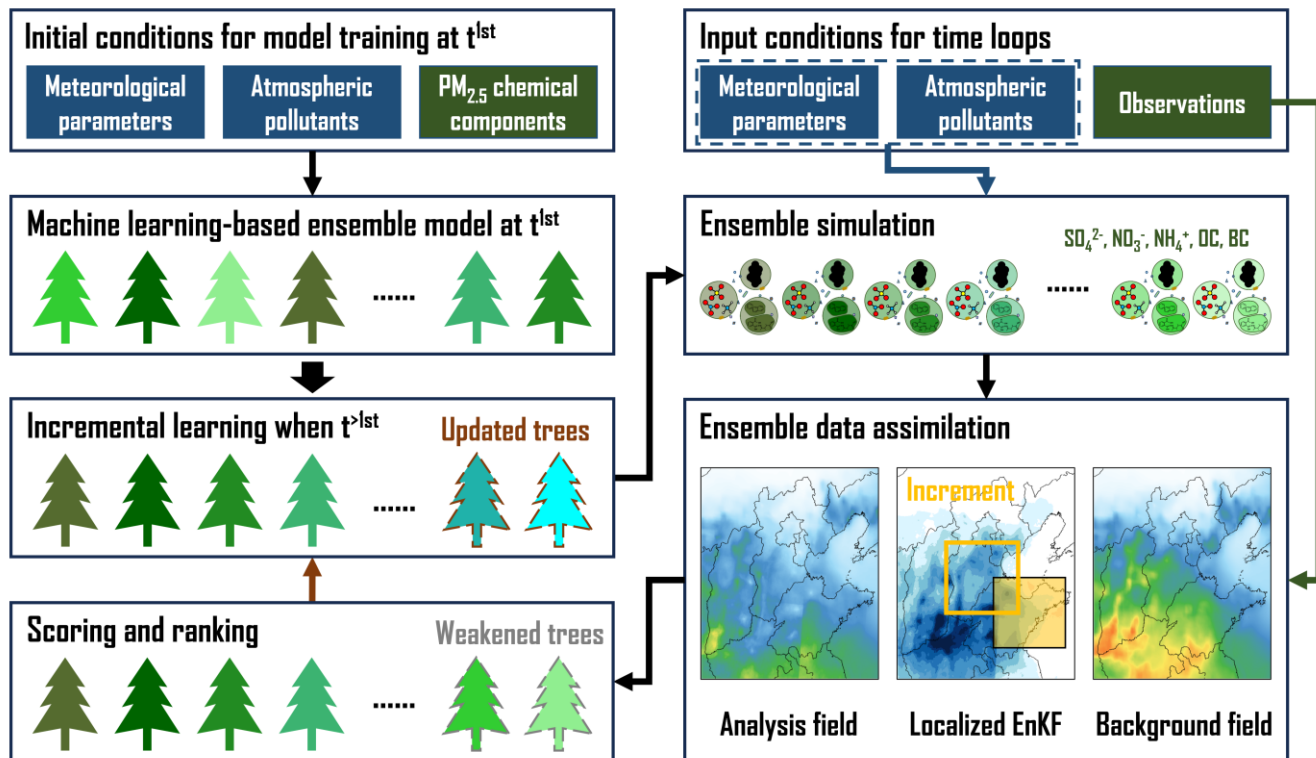 Initial conditions for model training at t¹ˢᵗ
Meteorological
parameters
Atmospheric
pollutants
PM₂.₅ chemical
components
Input conditions for time loops
Meteorological
parameters
Atmospheric
pollutants
Observations
Machine learning-based ensemble model at t¹ˢᵗ
......
Ensemble simulation
SO₄²⁻, NO₃⁻, NH₄⁺, OC, BC
......
Incremental learning when t^>1st
Updated trees
......
Ensemble data assimilation
Increment
Analysis field
Localized EnKF
Background field
Scoring and ranking
Weakened trees
......